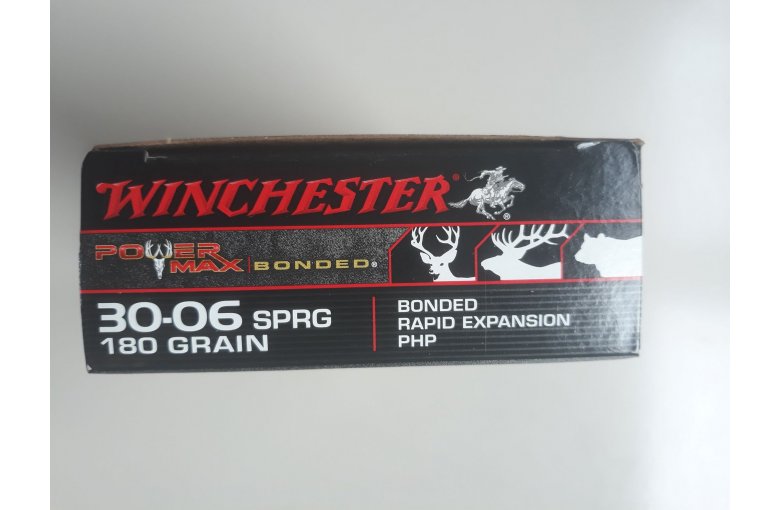 WINCHESTER®
POWER MAX | BONDED®
30-06 SPRG
180 GRAIN
BONDED
RAPID EXPANSION
PHP